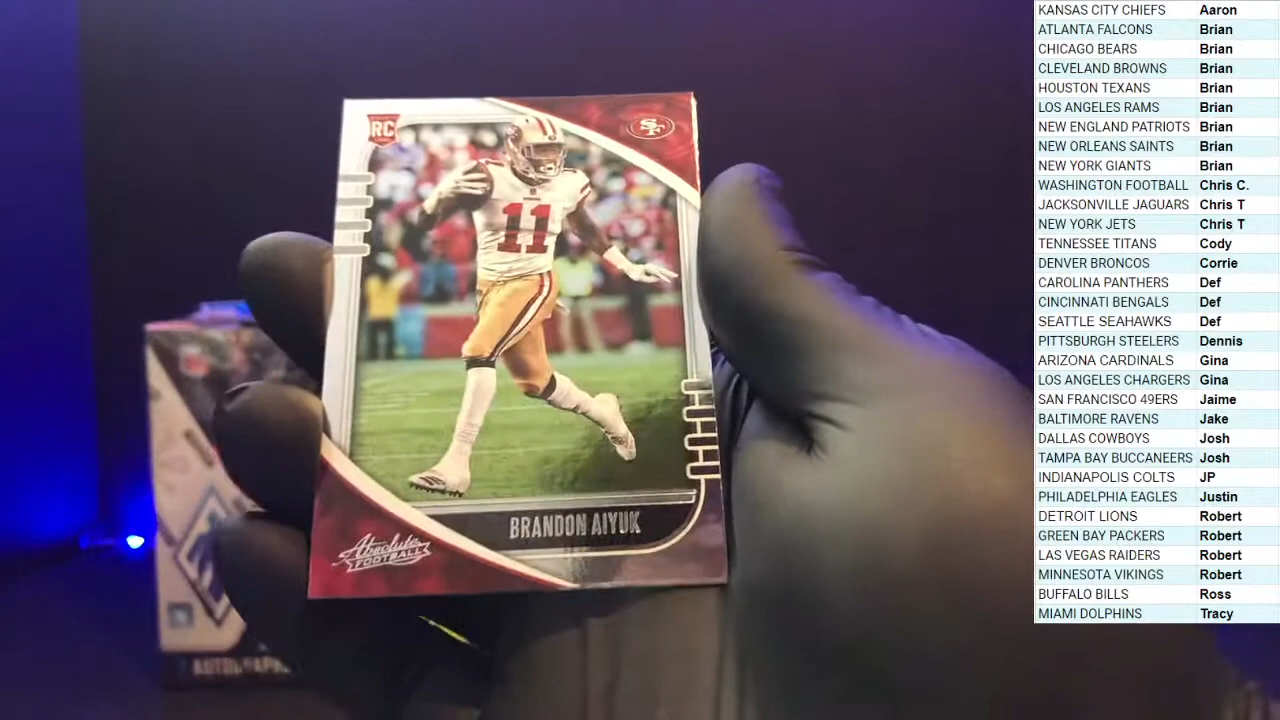 RC
SF
11
BRANDON AIYUK
Absolute
FOOTBALL
KANSAS CITY CHIEFS Aaron
ATLANTA FALCONS Brian
CHICAGO BEARS Brian
CLEVELAND BROWNS Brian
HOUSTON TEXANS Brian
LOS ANGELES RAMS Brian
NEW ENGLAND PATRIOTS Brian
NEW ORLEANS SAINTS Brian
NEW YORK GIANTS Brian
WASHINGTON FOOTBALL Chris C.
JACKSONVILLE JAGUARS Chris T
NEW YORK JETS Chris T
TENNESSEE TITANS Cody
DENVER BRONCOS Corrie
CAROLINA PANTHERS Def
CINCINNATI BENGALS Def
SEATTLE SEAHAWKS Def
PITTSBURGH STEELERS Dennis
ARIZONA CARDINALS Gina
LOS ANGELES CHARGERS Gina
SAN FRANCISCO 49ERS Jaime
BALTIMORE RAVENS Jake
DALLAS COWBOYS Josh
TAMPA BAY BUCCANEERS Josh
INDIANAPOLIS COLTS JP
PHILADELPHIA EAGLES Justin
DETROIT LIONS Robert
GREEN BAY PACKERS Robert
LAS VEGAS RAIDERS Robert
MINNESOTA VIKINGS Robert
BUFFALO BILLS Ross
MIAMI DOLPHINS Tracy